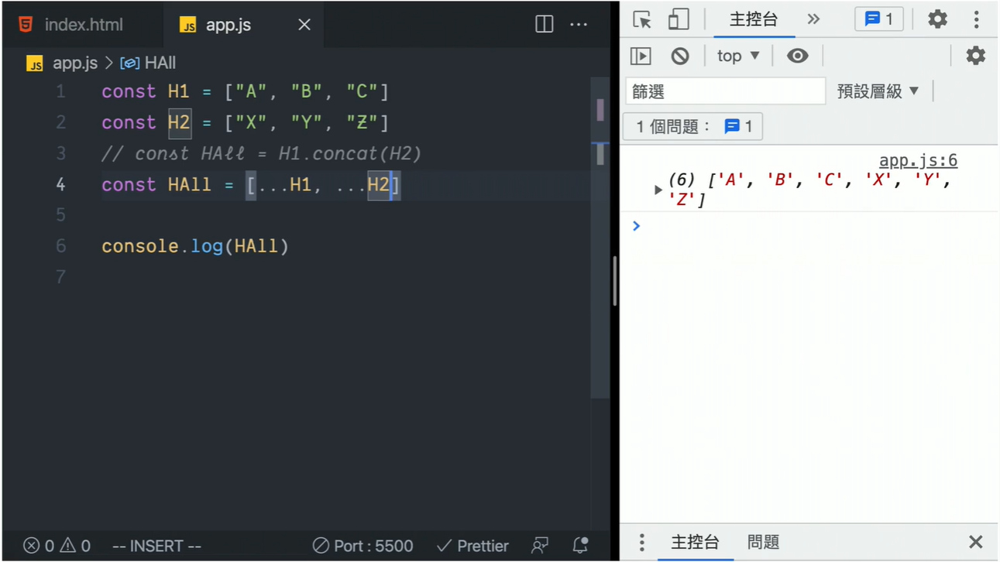 index.html
JS app.js
JS app.js > HAll
1 const H1 = ["A", "B", "C"]
2 const H2 = ["X", "Y", "Z"]
3 // const HAll = H1.concat(H2)
4 const HAll = [...H1, ...H2]
5
6 console.log(HAll)
7
0 0 -- INSERT -- Port : 5500 Prettier
主控台 1
top
篩選 預設層級
1 個問題： 1
app.js:6
(6) ['A', 'B', 'C', 'X', 'Y',
'Z']
主控台 問題